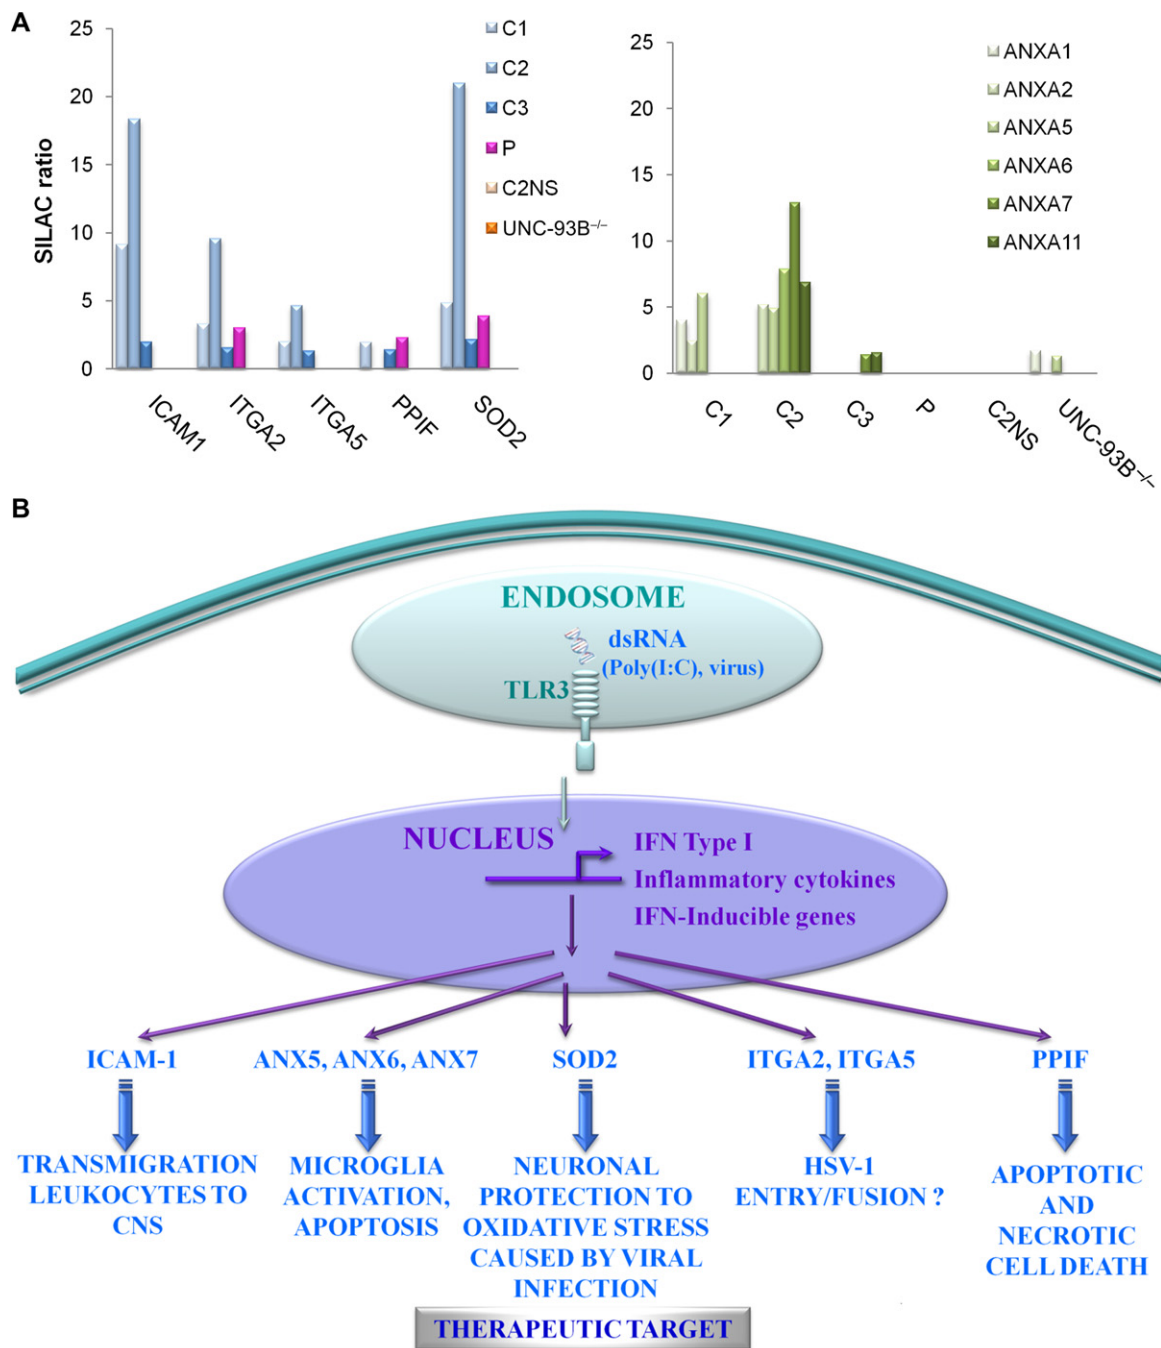 A
SILAC ratio
25
20
15
10
5
0
ICAM1
ITGA2
ITGA5
PPIF
SOD2
C1
C2
C3
P
C2NS
UNC-93B⁻/⁻
25
20
15
10
5
0
C1
C2
C3
P
C2NS
UNC-93B⁻/⁻
ANXA1
ANXA2
ANXA5
ANXA6
ANXA7
ANXA11
B
ENDOSOME
dsRNA
(Poly(I:C), virus)
TLR3
NUCLEUS
IFN Type I
Inflammatory cytokines
IFN-Inducible genes
ICAM-1
TRANSMIGRATION
LEUKOCYTES TO
CNS
ANX5, ANX6, ANX7
MICROGLIA
ACTIVATION,
APOPTOSIS
SOD2
NEURONAL
PROTECTION TO
OXIDATIVE STRESS
CAUSED BY VIRAL
INFECTION
THERAPEUTIC TARGET
ITGA2, ITGA5
HSV-1
ENTRY/FUSION ?
PPIF
APOPTOTIC
AND
NECROTIC
CELL DEATH